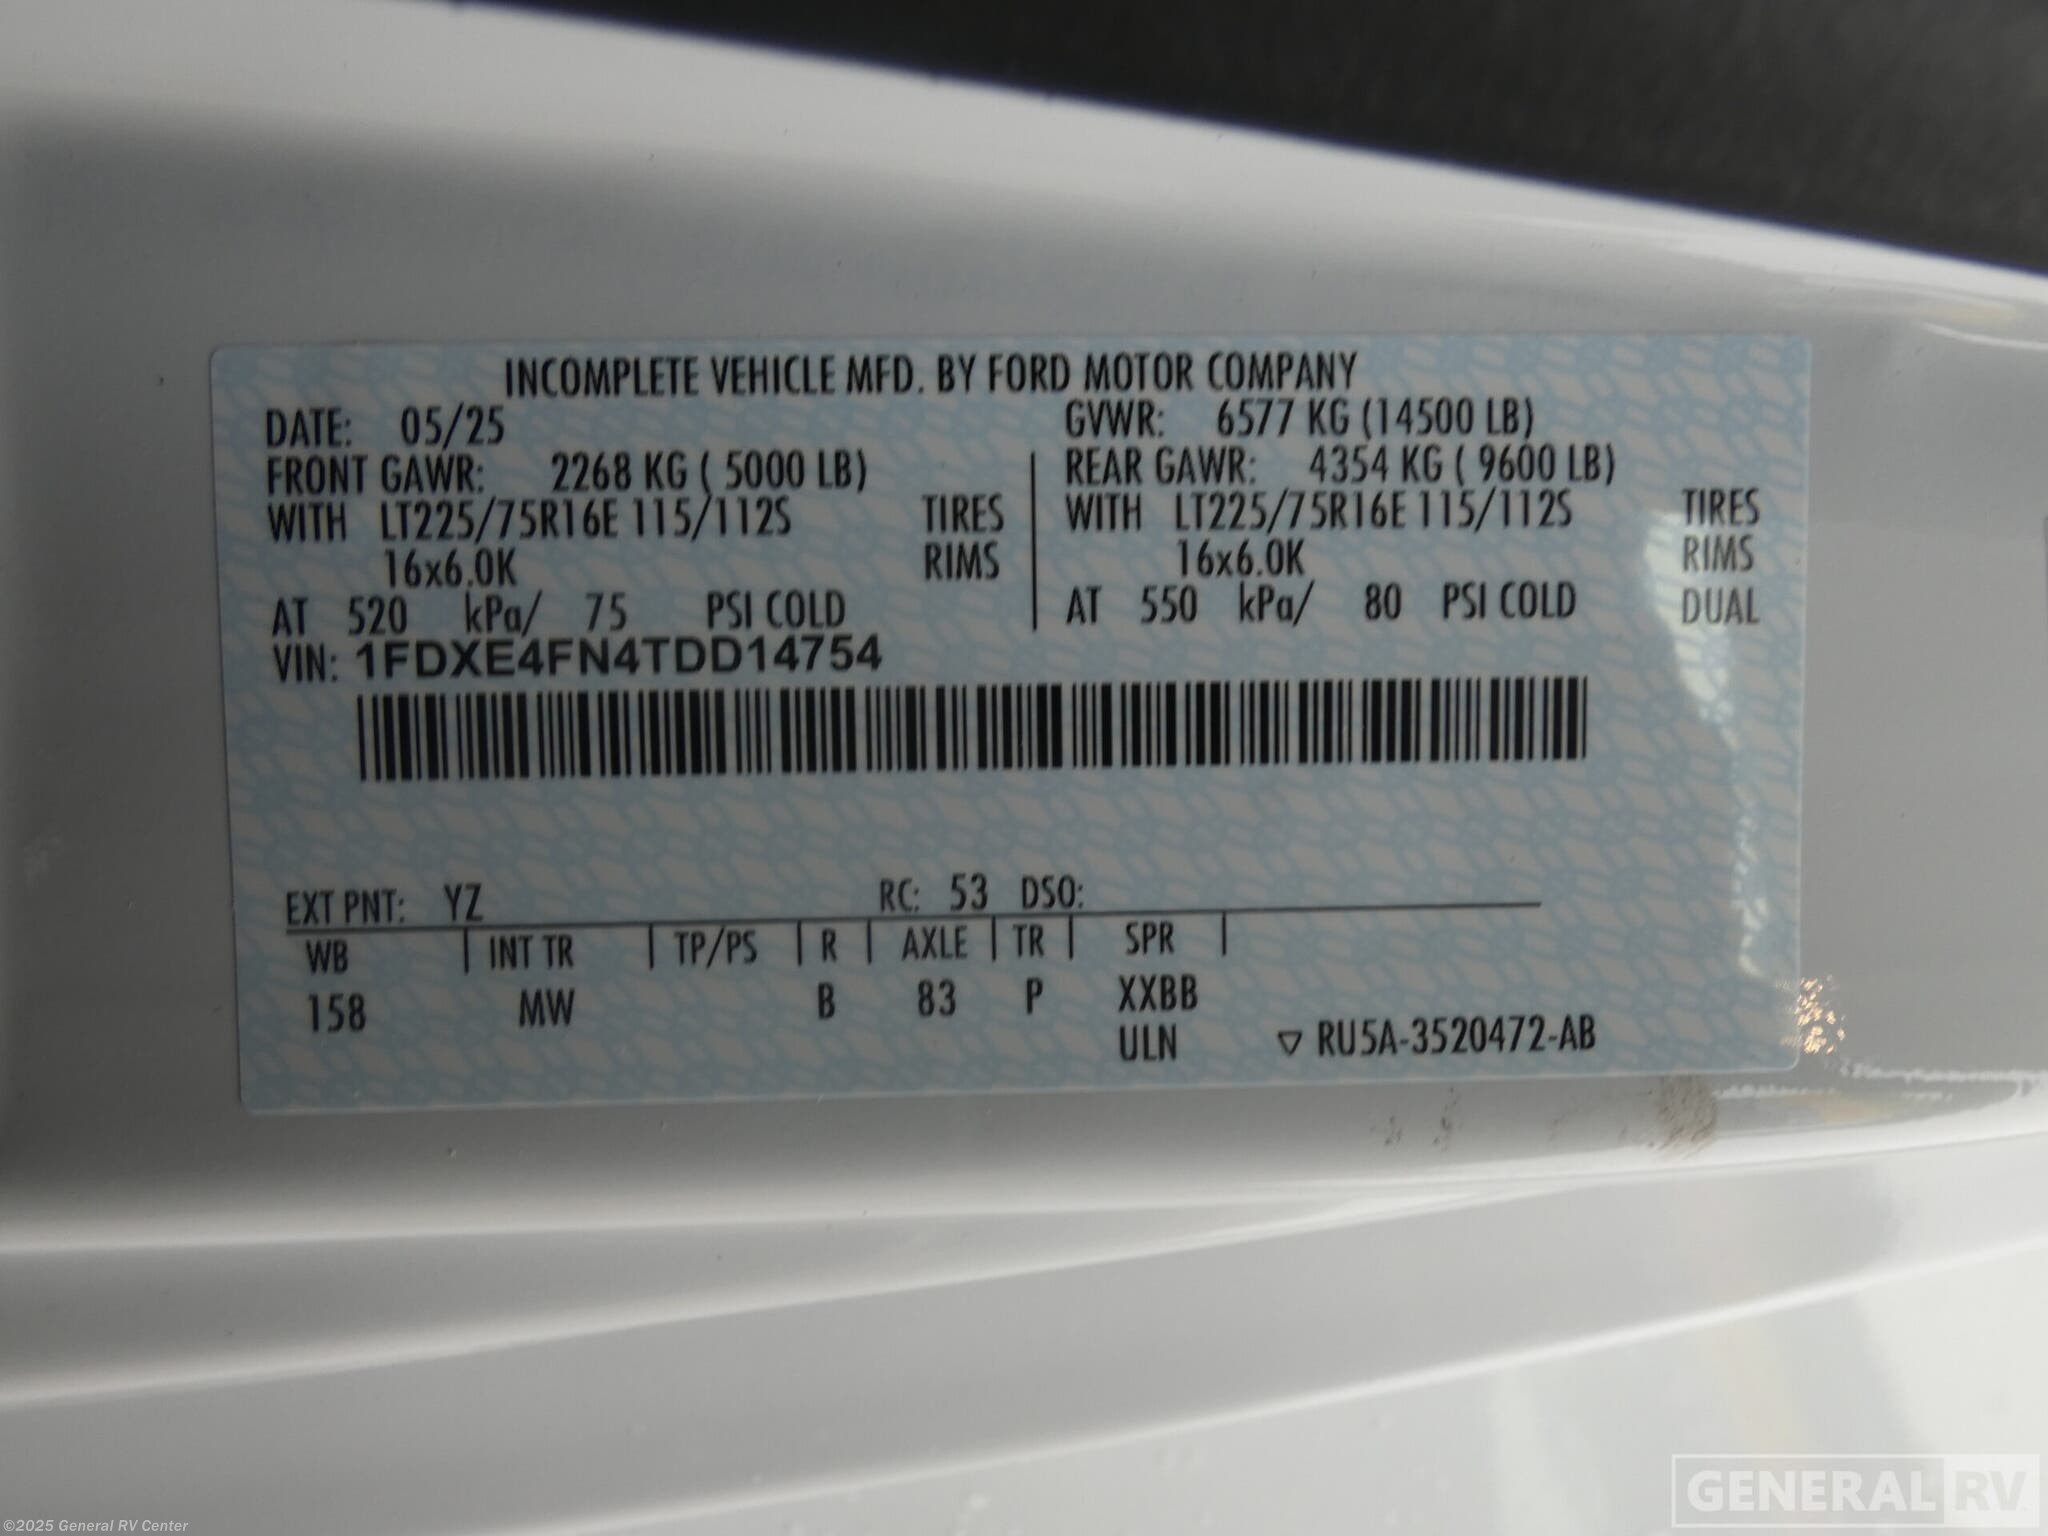 INCOMPLETE VEHICLE MFD. BY FORD MOTOR COMPANY
DATE: 05/25 GVWR: 6577 KG (14500 LB)
FRONT GAWR: 2268 KG ( 5000 LB) REAR GAWR: 4354 KG ( 9600 LB)
WITH LT225/75R16E 115/112S TIRES WITH LT225/75R16E 115/112S TIRES
16x6.0K RIMS 16x6.0K RIMS
AT 520 kPa/ 75 PSI COLD AT 550 kPa/ 80 PSI COLD DUAL
VIN: 1FDXE4FN4TDD14754
EXT PNT: YZ RC: 53 DSO:
WB INT TR TP/PS R AXLE TR SPR
158 MW B 83 P XXBB
ULN ▽ RU5A-3520472-AB
GENERAL RV
©2025 General RV Center